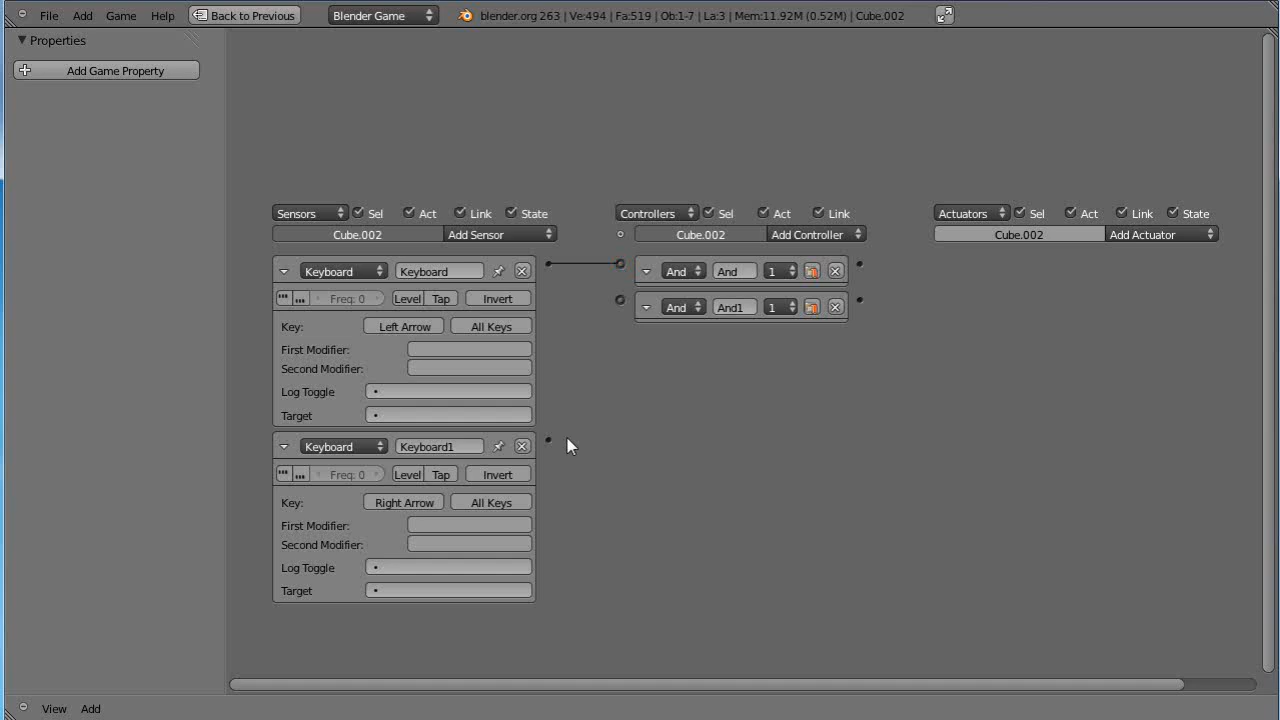 File Add Game Help Back to Previous Blender Game blender.org 263 | Ve:494 | Fa:519 | Ob:1-7 | La:3 | Mem:11.92M (0.52M) | Cube.002
Properties
Add Game Property
Sensors Sel Act Link State Controllers Sel Act Link Actuators Sel Act Link State
Cube.002 Add Sensor Cube.002 Add Controller Cube.002 Add Actuator
Keyboard Keyboard And And 1
Freq: 0 Level Tap Invert And And1 1
Key: Left Arrow All Keys
First Modifier:
Second Modifier:
Log Toggle
Target
Keyboard Keyboard1
Freq: 0 Level Tap Invert
Key: Right Arrow All Keys
First Modifier:
Second Modifier:
Log Toggle
Target
View Add